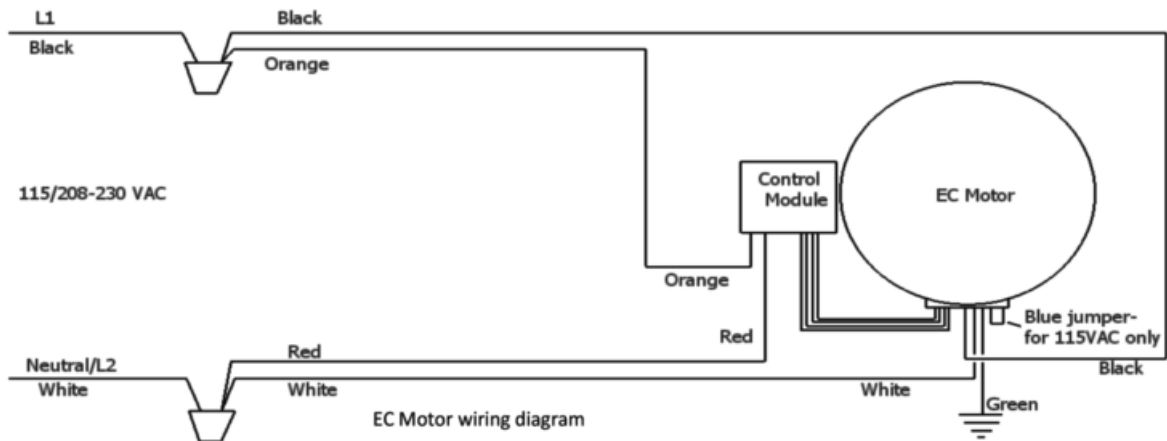 L1
Black
Black
Orange
115/208-230 VAC
Control
Module
EC Motor
Orange
Blue jumper-
for 115VAC only
Red
Neutral/L2
Red
Black
White
White
White
EC Motor wiring diagram
Green